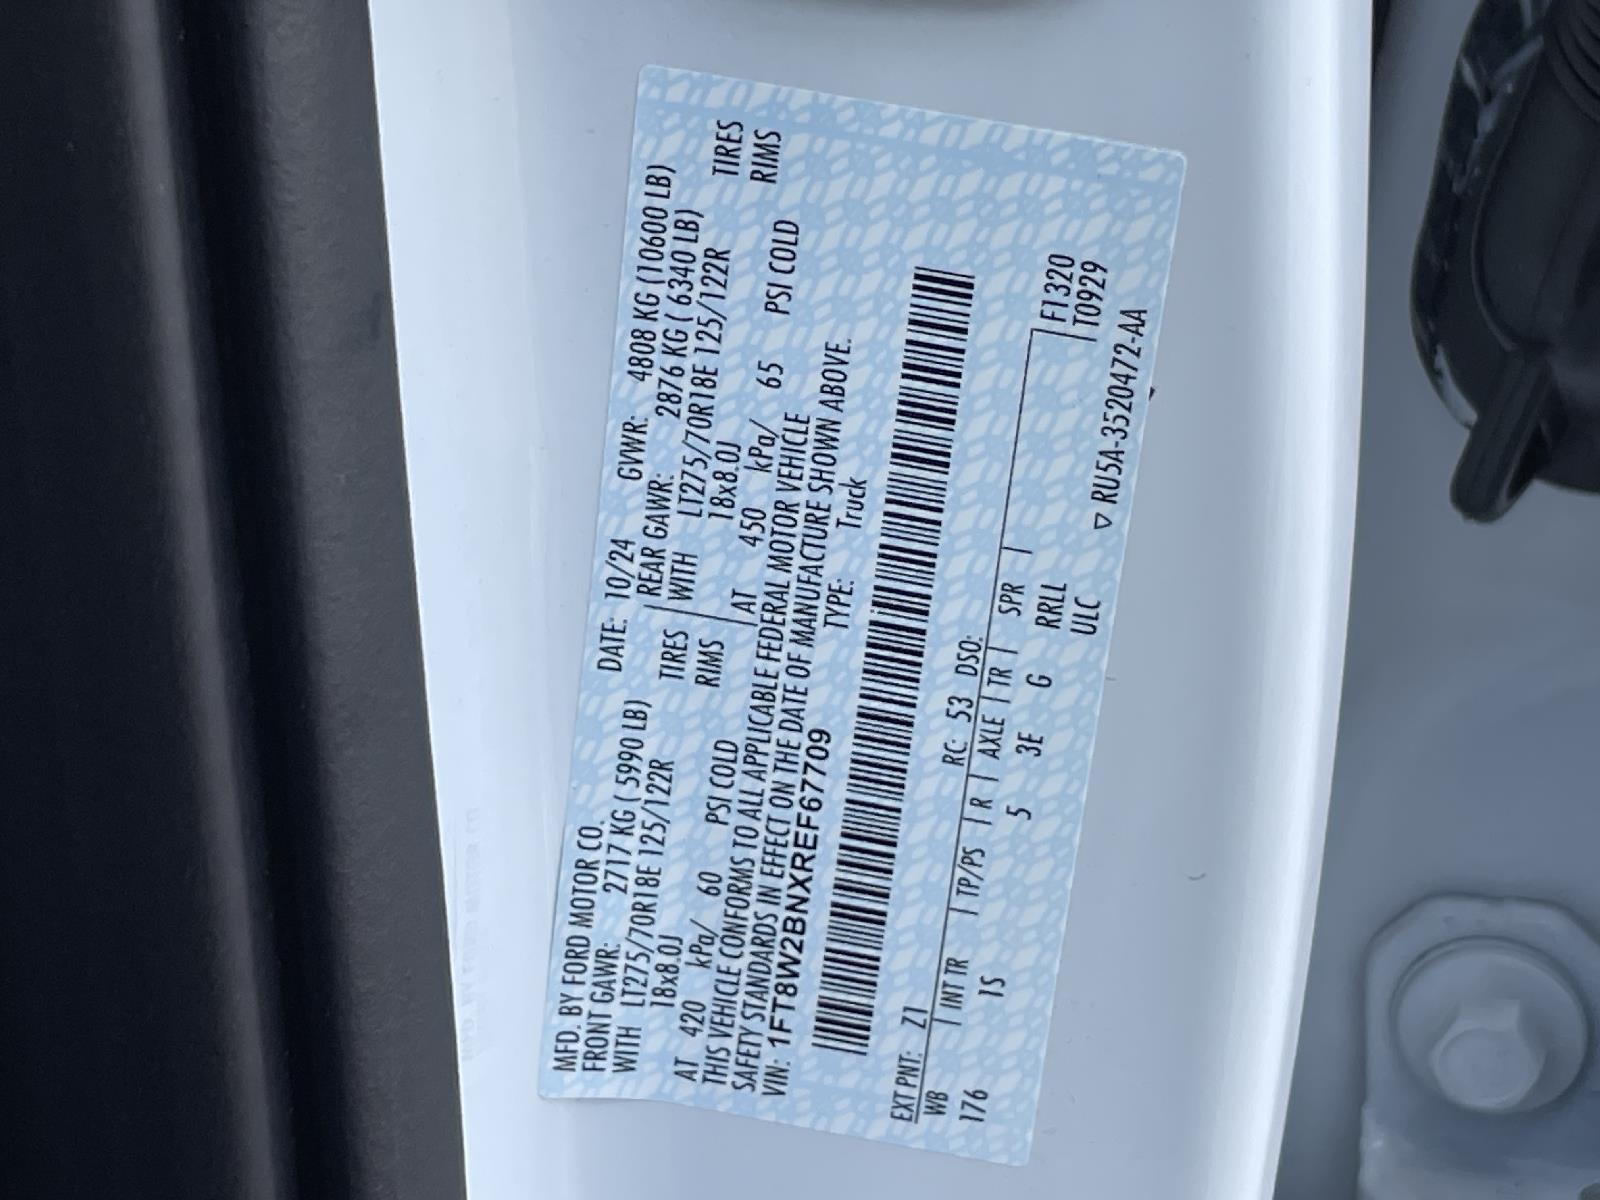 MFD. BY FORD MOTOR CO.
DATE: 10/24 GVWR: 4808 KG (10600 LB)
FRONT GAWR: 2717 KG ( 5990 LB)
REAR GAWR: 2876 KG ( 6340 LB)
WITH LT275/70R18E 125/122R TIRES
WITH LT275/70R18E 125/122R TIRES
18x8.0J RIMS
18x8.0J RIMS
AT 420 kPa/ 60 PSI COLD
AT 450 kPa/ 65 PSI COLD
THIS VEHICLE CONFORMS TO ALL APPLICABLE FEDERAL MOTOR VEHICLE
SAFETY STANDARDS IN EFFECT ON THE DATE OF MANUFACTURE SHOWN ABOVE.
VIN: 1FT8W2BNXREF67709 TYPE: Truck
EXT PNT: Z1 RC: 53 DSO:
WB | INT TR | TP/PS | R | AXLE | TR | SPR | F1320
176 1S 5 3E G RRLL T0929
ULC
▽ RU5A-3520472-AA